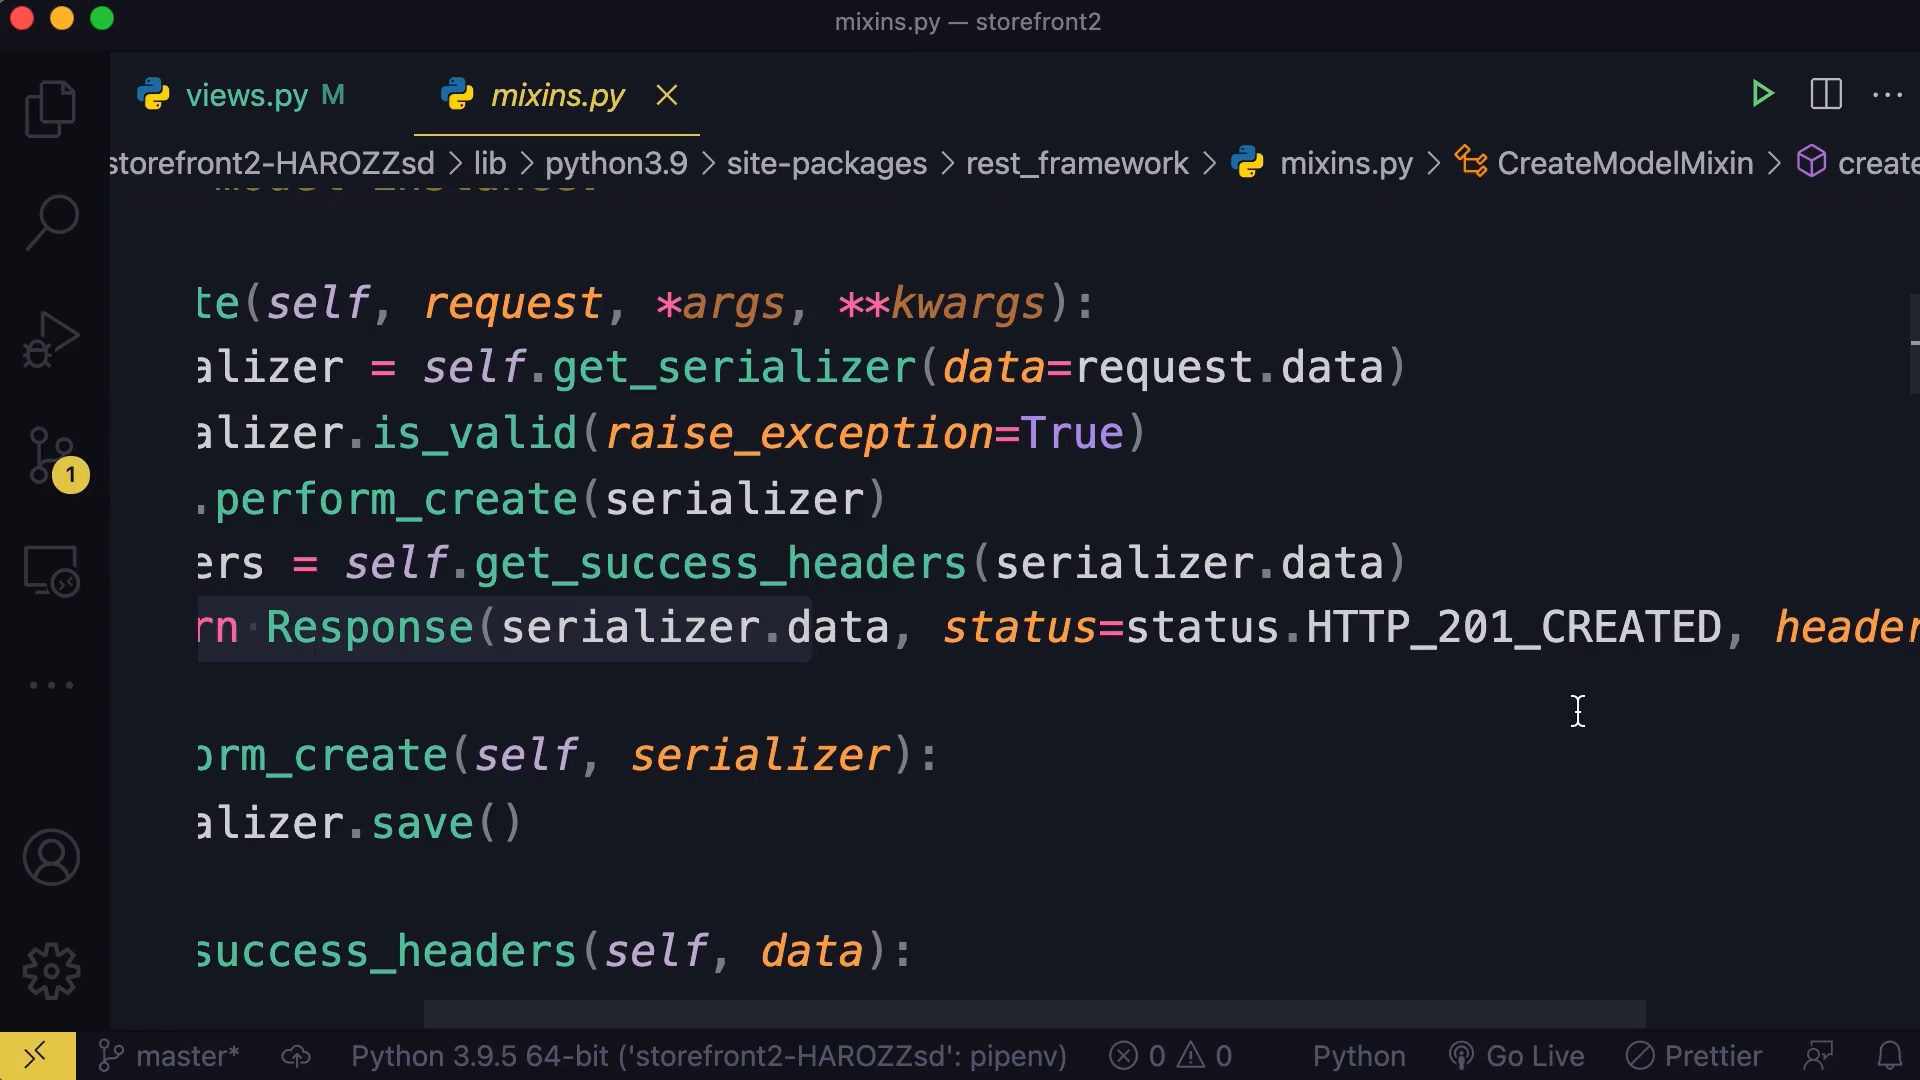 mixins.py — storefront2
views.py M
mixins.py
storefront2-HAROZZsd > lib > python3.9 > site-packages > rest_framework > mixins.py > CreateModelMixin > create
te(self, request, *args, **kwargs):
alizer = self.get_serializer(data=request.data)
alizer.is_valid(raise_exception=True)
.perform_create(serializer)
ers = self.get_success_headers(serializer.data)
rn Response(serializer.data, status=status.HTTP_201_CREATED, header
orm_create(self, serializer):
alizer.save()
success_headers(self, data):
1
master* Python 3.9.5 64-bit ('storefront2-HAROZZsd': pipenv) 0 0 Python Go Live Prettier